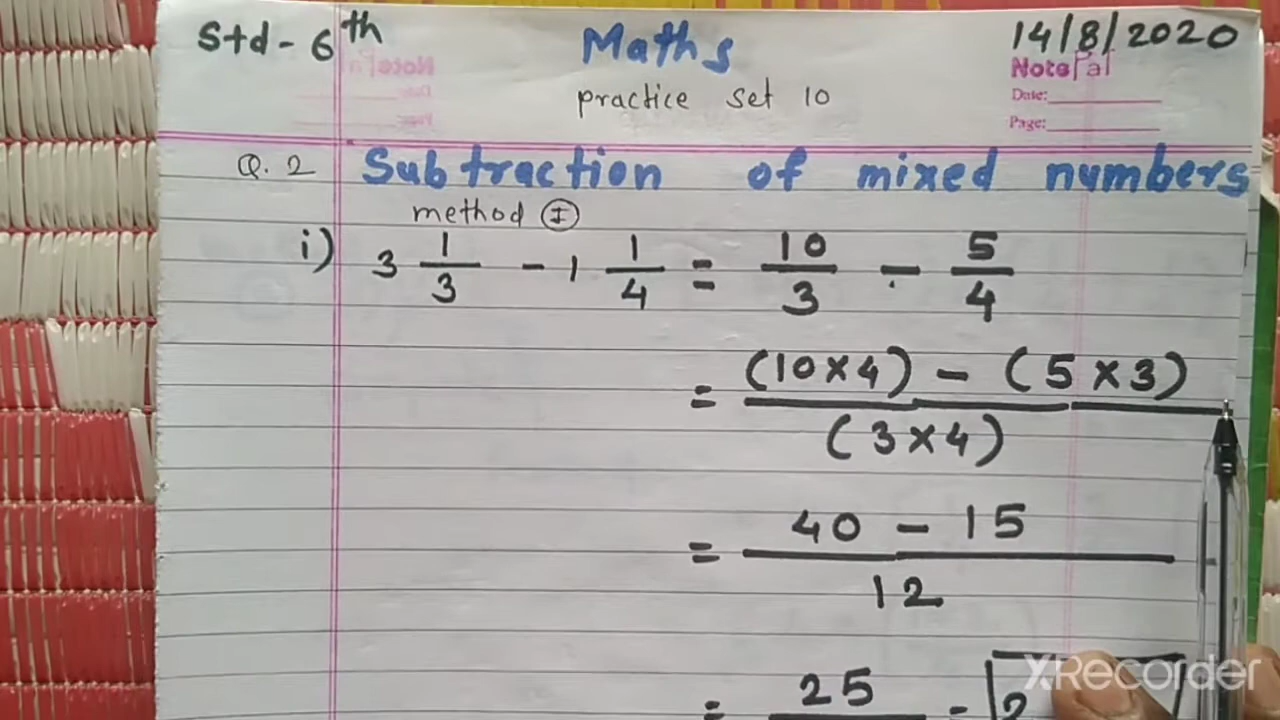 Std - 6th Maths 14/8/2020
NotePal
practice set 10
Date:
Page:
Q. 2 Subtraction of mixed numbers
method (I)
i) 3 1/3 - 1 1/4 = 10/3 - 5/4
= (10×4) - (5×3) / (3×4)
= 40 - 15 / 12
= 25 = 2
XRecorder